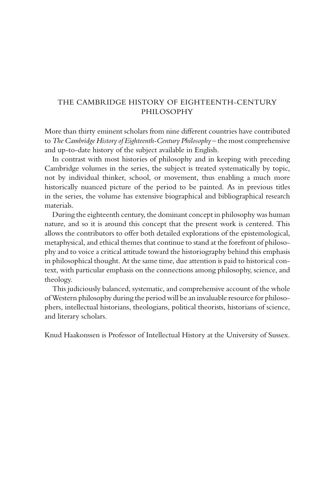 THE CAMBRIDGE HISTORY OF EIGHTEENTH-CENTURY
PHILOSOPHY
More than thirty eminent scholars from nine different countries have contributed
to The Cambridge History of Eighteenth-Century Philosophy – the most comprehensive
and up-to-date history of the subject available in English.
In contrast with most histories of philosophy and in keeping with preceding
Cambridge volumes in the series, the subject is treated systematically by topic,
not by individual thinker, school, or movement, thus enabling a much more
historically nuanced picture of the period to be painted. As in previous titles
in the series, the volume has extensive biographical and bibliographical research
materials.
During the eighteenth century, the dominant concept in philosophy was human
nature, and so it is around this concept that the present work is centered. This
allows the contributors to offer both detailed explorations of the epistemological,
metaphysical, and ethical themes that continue to stand at the forefront of philoso-
phy and to voice a critical attitude toward the historiography behind this emphasis
in philosophical thought. At the same time, due attention is paid to historical con-
text, with particular emphasis on the connections among philosophy, science, and
theology.
This judiciously balanced, systematic, and comprehensive account of the whole
of Western philosophy during the period will be an invaluable resource for philoso-
phers, intellectual historians, theologians, political theorists, historians of science,
and literary scholars.
Knud Haakonssen is Professor of Intellectual History at the University of Sussex.